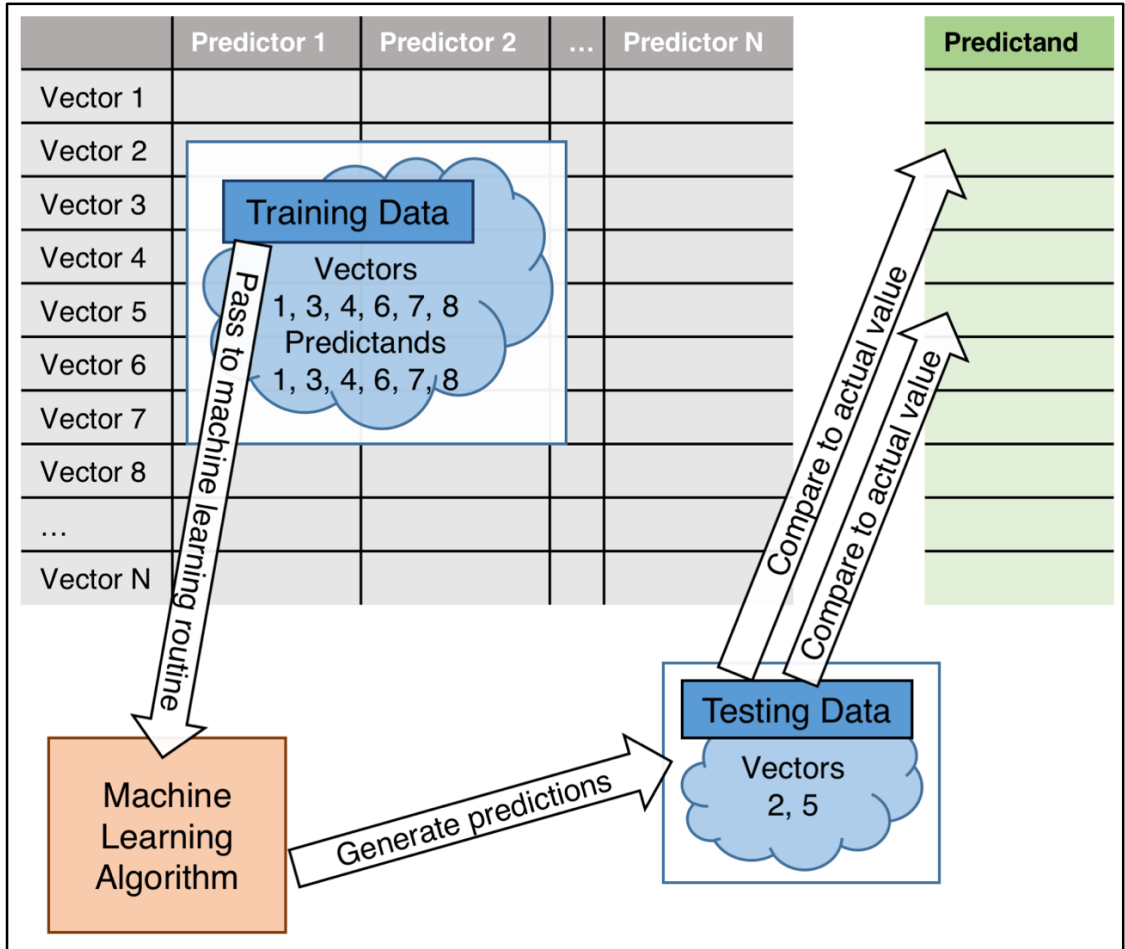 Predictor 1 Predictor 2 … Predictor N Predictand
Vector 1
Vector 2
Vector 3
Vector 4
Vector 5
Vector 6
Vector 7
Vector 8
…
Vector N
Training Data
Vectors
1, 3, 4, 6, 7, 8
Predictands
1, 3, 4, 6, 7, 8
Pass to machine learning routine
Machine
Learning
Algorithm
Generate predictions
Testing Data
Vectors
2, 5
Compare to actual value
Compare to actual value